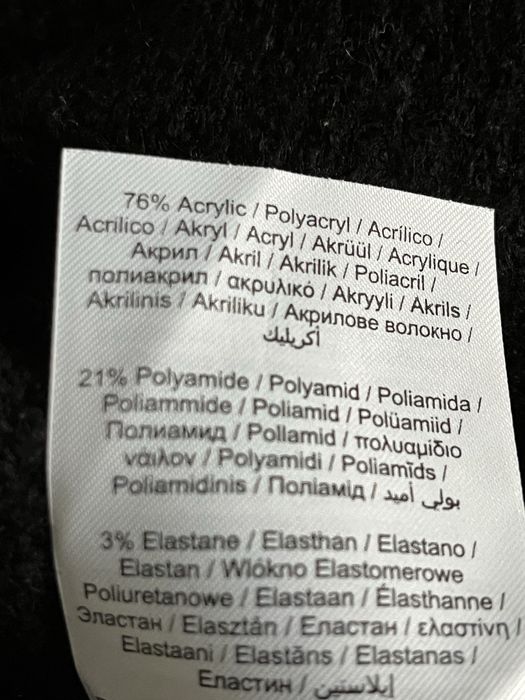 76% Acrylic / Polyacryl / Acrílico /
Acrilico / Akryl / Acryl / Akrüül / Acrylique /
Акрил / Akril / Akrilik / Poliacril /
полиакрил / ακρυλικό / Akryyli / Akrils /
Akrilinis / Akriliku / Акрилове волокно /
أكريليك
21% Polyamide / Polyamid / Poliamida /
Poliammide / Poliamid / Polüamiid /
Полиамид / Pollamid / πολυαμίδιο
νάιλον / Polyamidi / Poliamīds /
Poliamidinis / Поліамід / بولي أميد
3% Elastane / Elasthan / Elastano /
Elastan / Wlókno Elastomerowe
Poliuretanowe / Elastaan / Élasthanne /
Эластан / Elasztán / Еластан / ελαστίνη /
Elastaani / Elastāns / Elastanas /
Еластин / إيلاستين